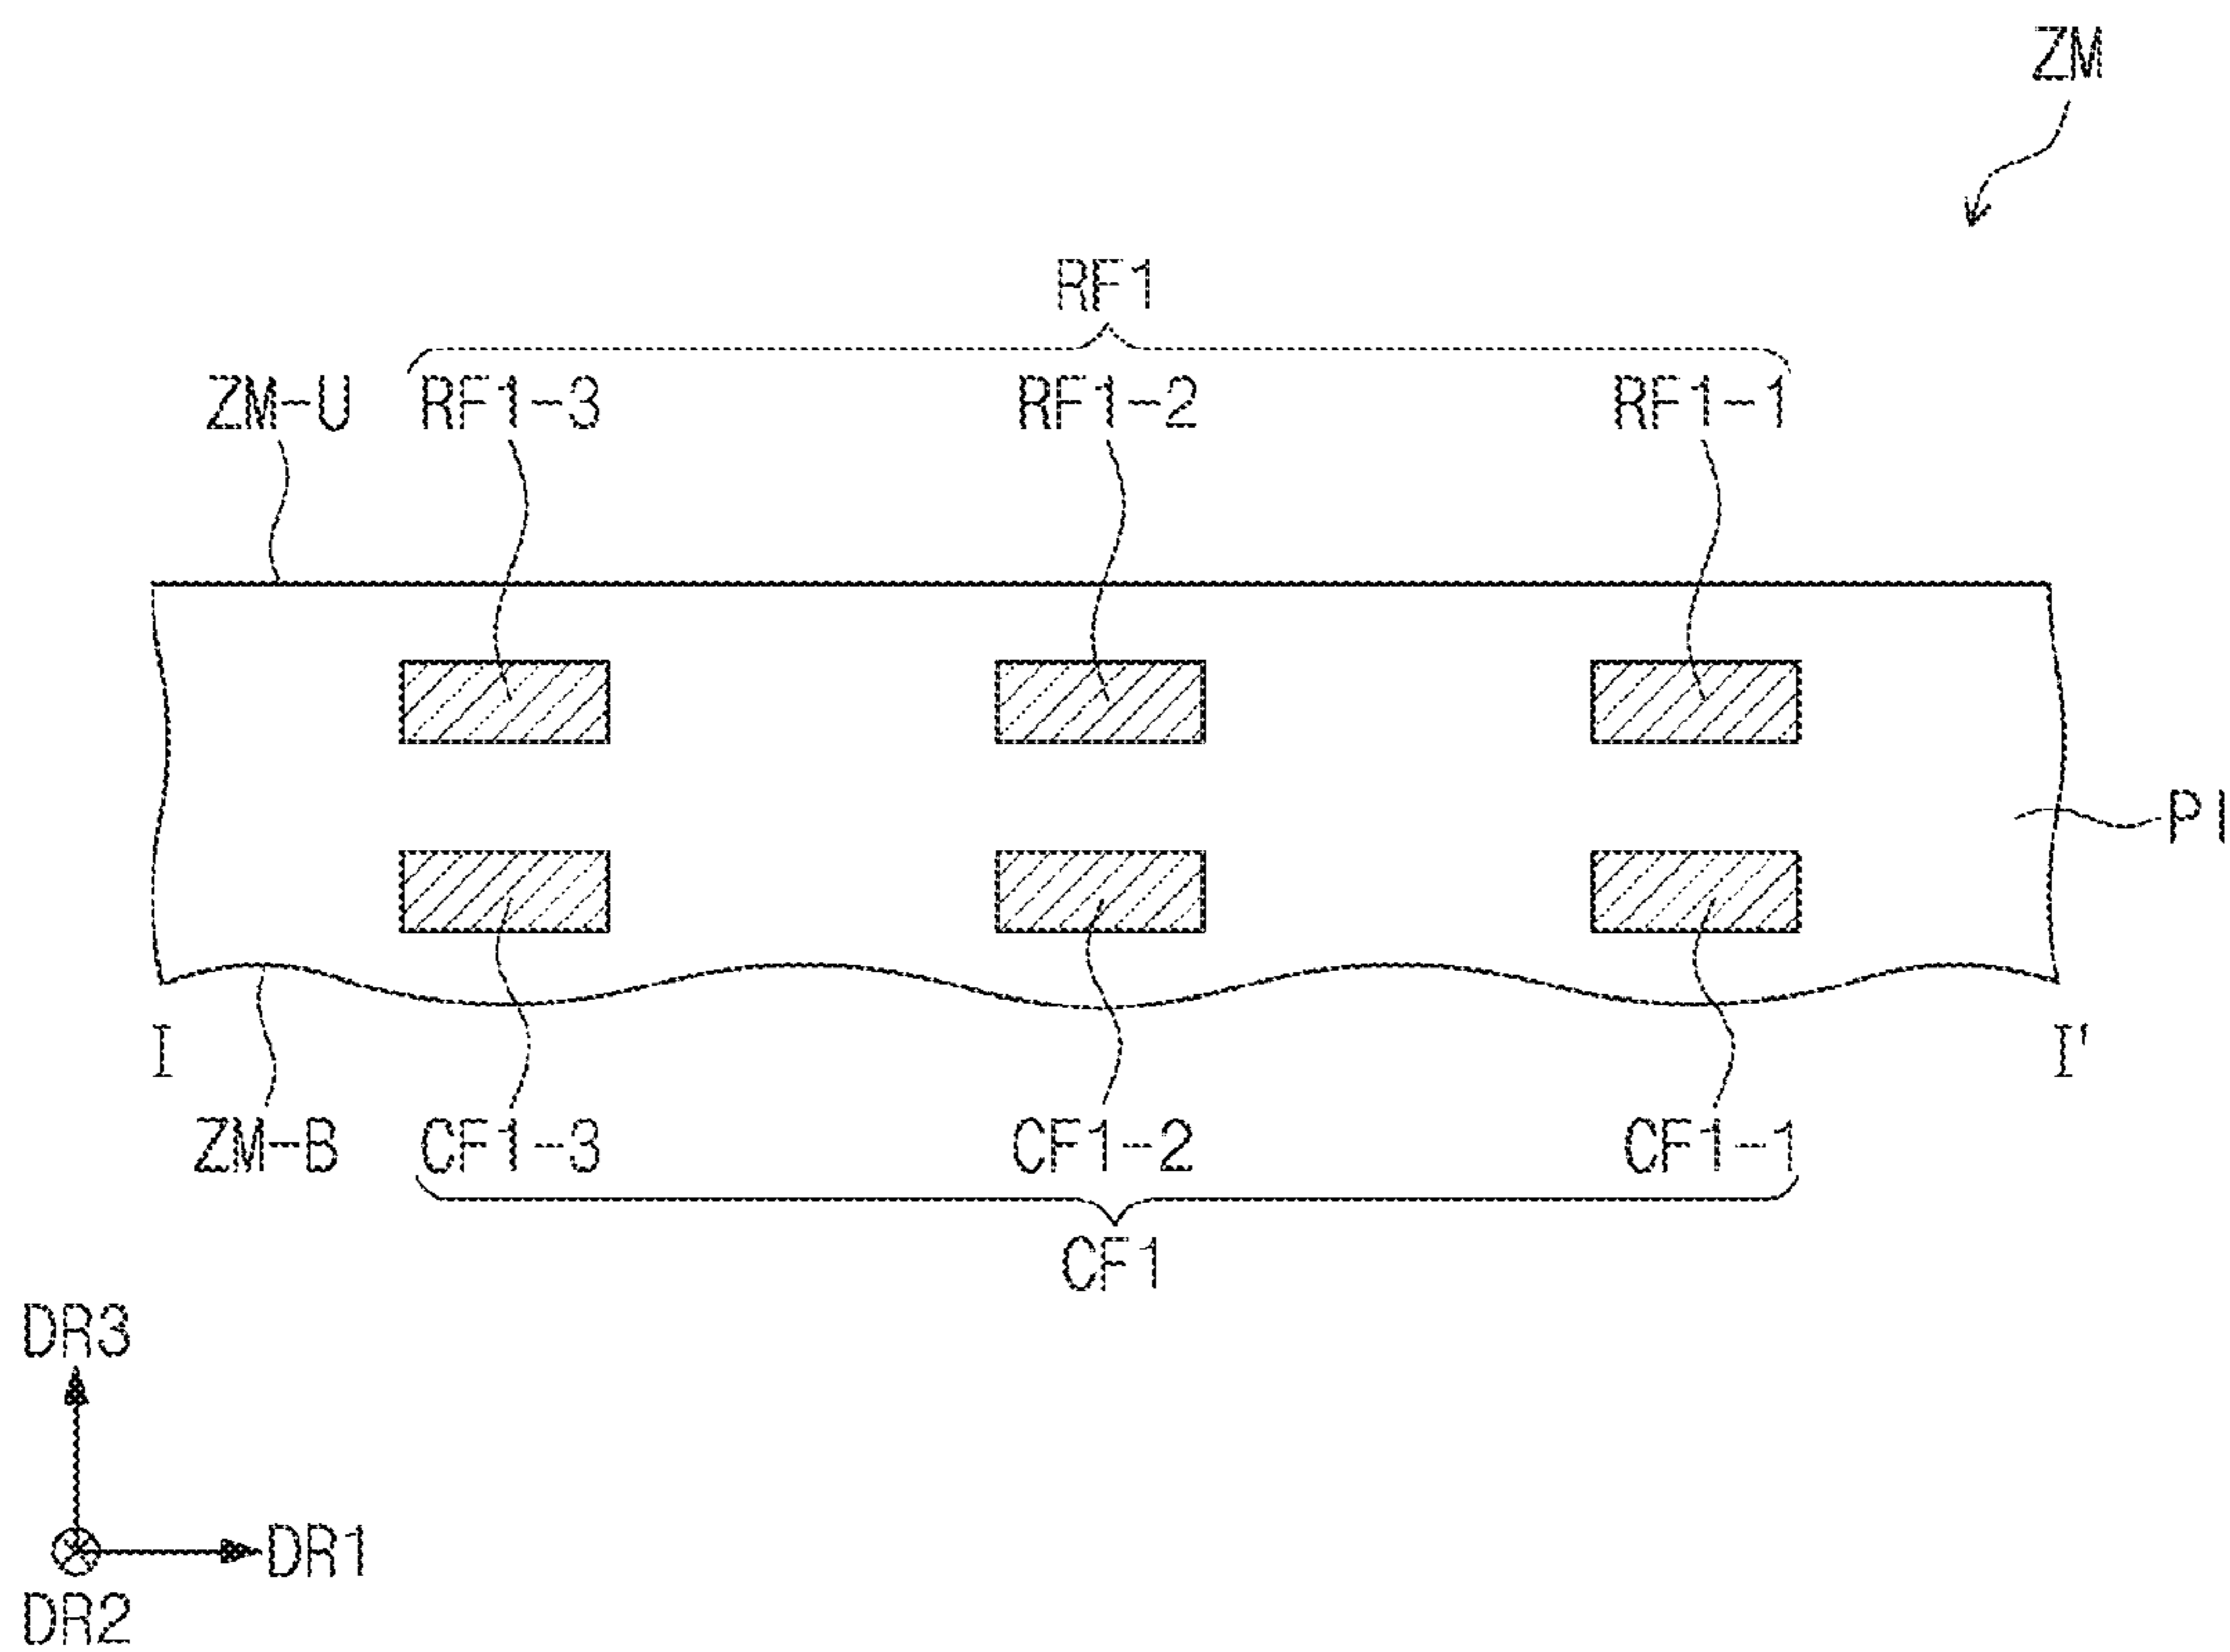 ZM
RF1
ZM-U RF1-3 RF1-2 RF1-1
PI
I I'
ZM-B CF1-3 CF1-2 CF1-1
CF1
DR3
DR1
DR2